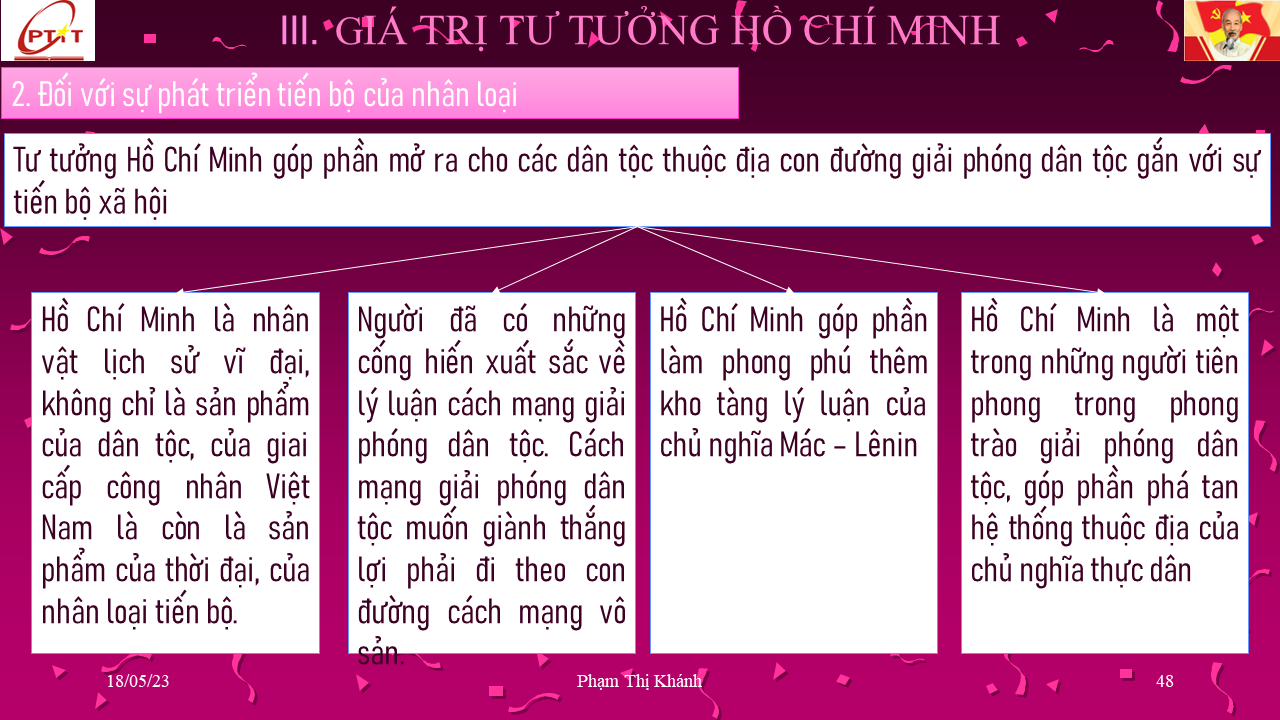 PTIT
III. GIÁ TRỊ TƯ TƯỞNG HỒ CHÍ MINH
2. Đối với sự phát triển tiến bộ của nhân loại
Tư tưởng Hồ Chí Minh góp phần mở ra cho các dân tộc thuộc địa con đường giải phóng dân tộc gắn với sự
tiến bộ xã hội
Hồ Chí Minh là nhân
vật lịch sử vĩ đại,
không chỉ là sản phẩm
của dân tộc, của giai
cấp công nhân Việt
Nam là còn là sản
phẩm của thời đại, của
nhân loại tiến bộ.
Người đã có những
cống hiến xuất sắc về
lý luận cách mạng giải
phóng dân tộc. Cách
mạng giải phóng dân
tộc muốn giành thắng
lợi phải đi theo con
đường cách mạng vô
sản.
Hồ Chí Minh góp phần
làm phong phú thêm
kho tàng lý luận của
chủ nghĩa Mác – Lênin
Hồ Chí Minh là một
trong những người tiên
phong trong phong
trào giải phóng dân
tộc, góp phần phá tan
hệ thống thuộc địa của
chủ nghĩa thực dân
18/05/23
Phạm Thị Khánh
48